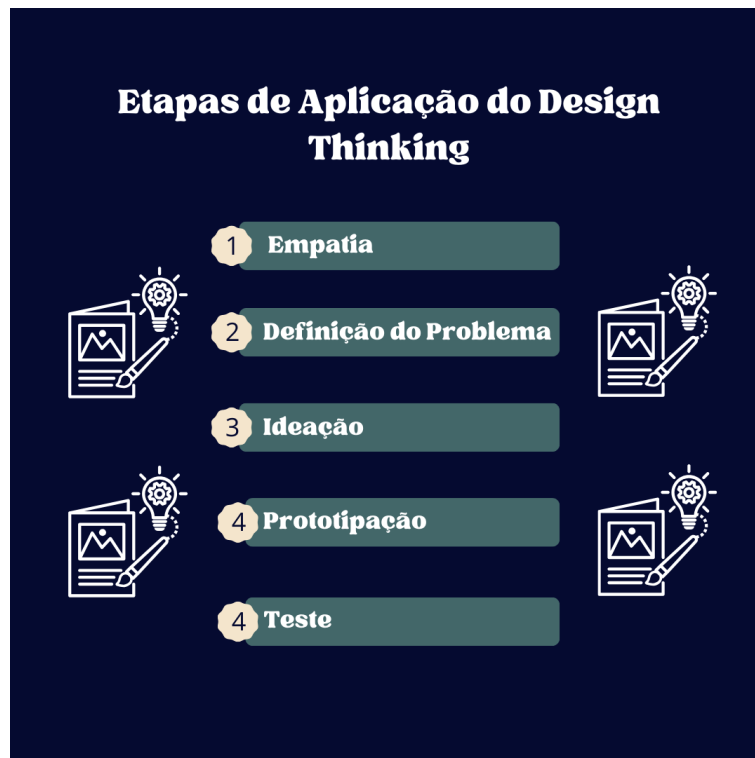 Etapas de Aplicação do Design
Thinking
1 Empatia
2 Definição do Problema
3 Ideação
4 Prototipação
4 Teste